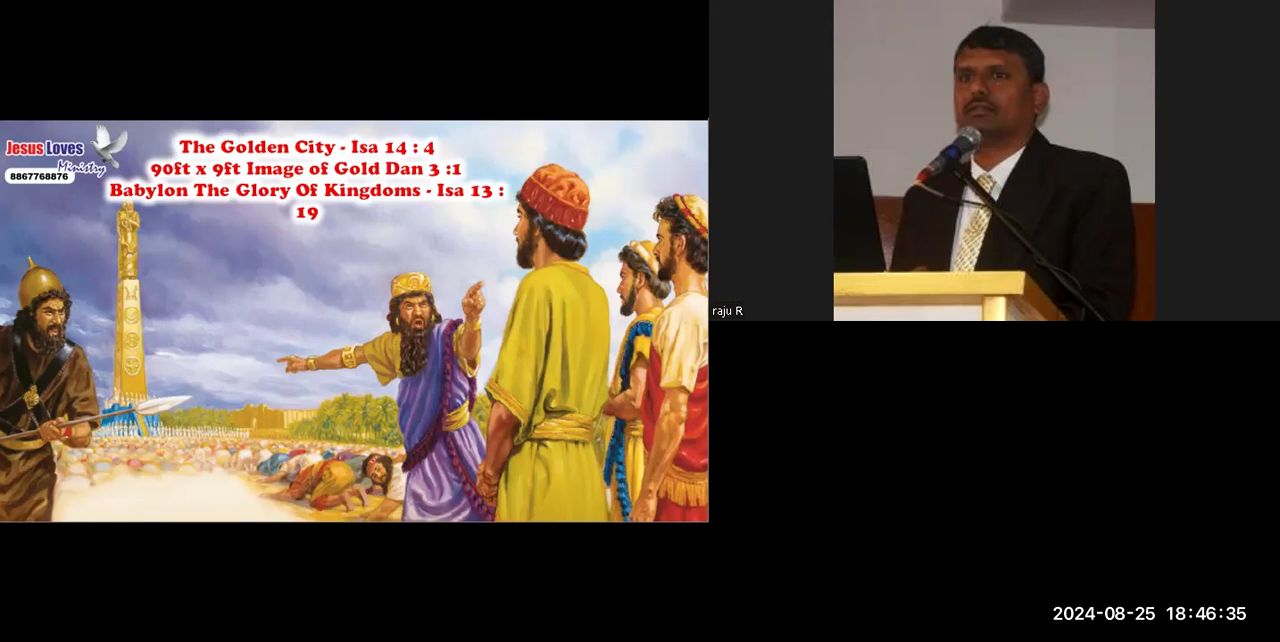 Jesus Loves
Ministry
8867768876
The Golden City - Isa 14 : 4
90ft x 9ft Image of Gold Dan 3 :1
Babylon The Glory Of Kingdoms - Isa 13 :
19
raju R
2024-08-25 18:46:35